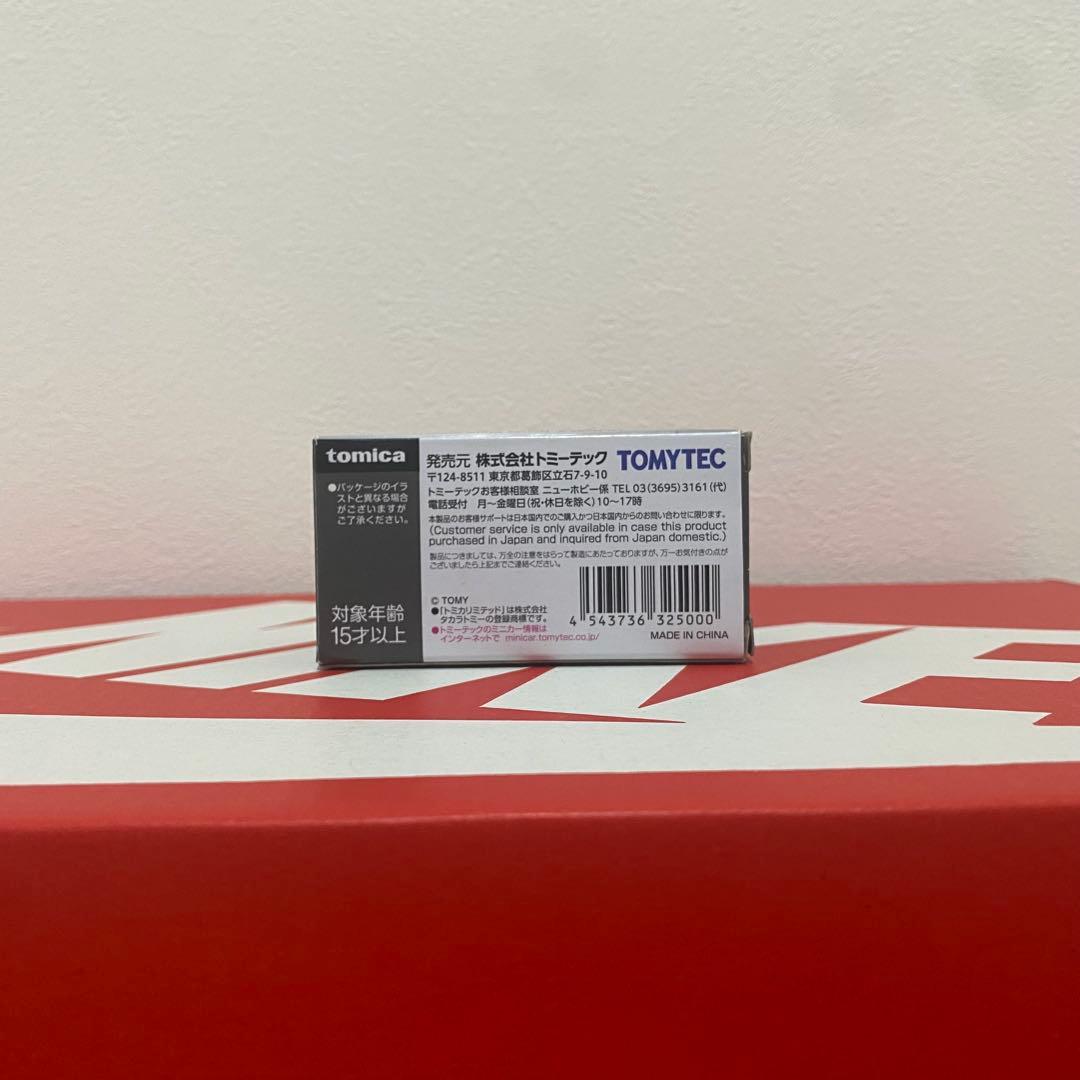 tomica
●パッケージのイラ
ストと異なる場合
がございますが
ご了承ください。
対象年齢
15才以上
発売元 株式会社トミーテック TOMYTEC
〒124-8511 東京都葛飾区立石7-9-10
トミーテックお客様相談室 ニューホビー係 TEL 03(3695)3161(代)
電話受付 月～金曜日(祝・休日を除く)10～17時
本製品のお客様サポートは日本国内でのご購入かつ日本国内からのお問い合わせに限ります。
(Customer service is only available in case this product
purchased in Japan and inquired from Japan domestic.)
製品につきましては、万全の注意をはらって製造にあたっておりますが、万一お気付きの点が
ございましたら上記までご連絡ください。
© TOMY
●「トミカリミテッド」は株式会社
タカラトミーの登録商標です。
●トミーテックのミニカー情報は
インターネットで minicar.tomytec.co.jp/
4 543736 325000
MADE IN CHINA